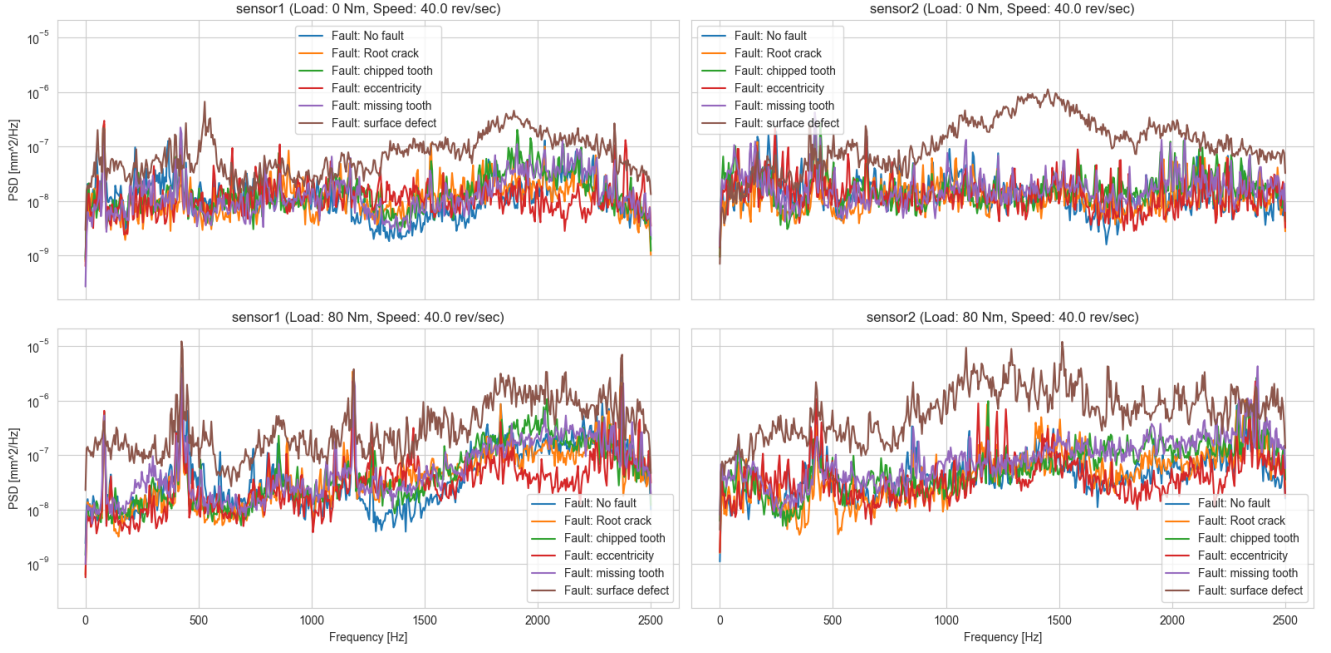 sensor1 (Load: 0 Nm, Speed: 40.0 rev/sec)
PSD [mm^2/Hz]
10^-5
10^-6
10^-7
10^-8
10^-9
Fault: No fault
Fault: Root crack
Fault: chipped tooth
Fault: eccentricity
Fault: missing tooth
Fault: surface defect
sensor2 (Load: 0 Nm, Speed: 40.0 rev/sec)
Fault: No fault
Fault: Root crack
Fault: chipped tooth
Fault: eccentricity
Fault: missing tooth
Fault: surface defect
sensor1 (Load: 80 Nm, Speed: 40.0 rev/sec)
PSD [mm^2/Hz]
10^-5
10^-6
10^-7
10^-8
10^-9
Fault: No fault
Fault: Root crack
Fault: chipped tooth
Fault: eccentricity
Fault: missing tooth
Fault: surface defect
0 500 1000 1500 2000 2500
Frequency [Hz]
sensor2 (Load: 80 Nm, Speed: 40.0 rev/sec)
Fault: No fault
Fault: Root crack
Fault: chipped tooth
Fault: eccentricity
Fault: missing tooth
Fault: surface defect
0 500 1000 1500 2000 2500
Frequency [Hz]